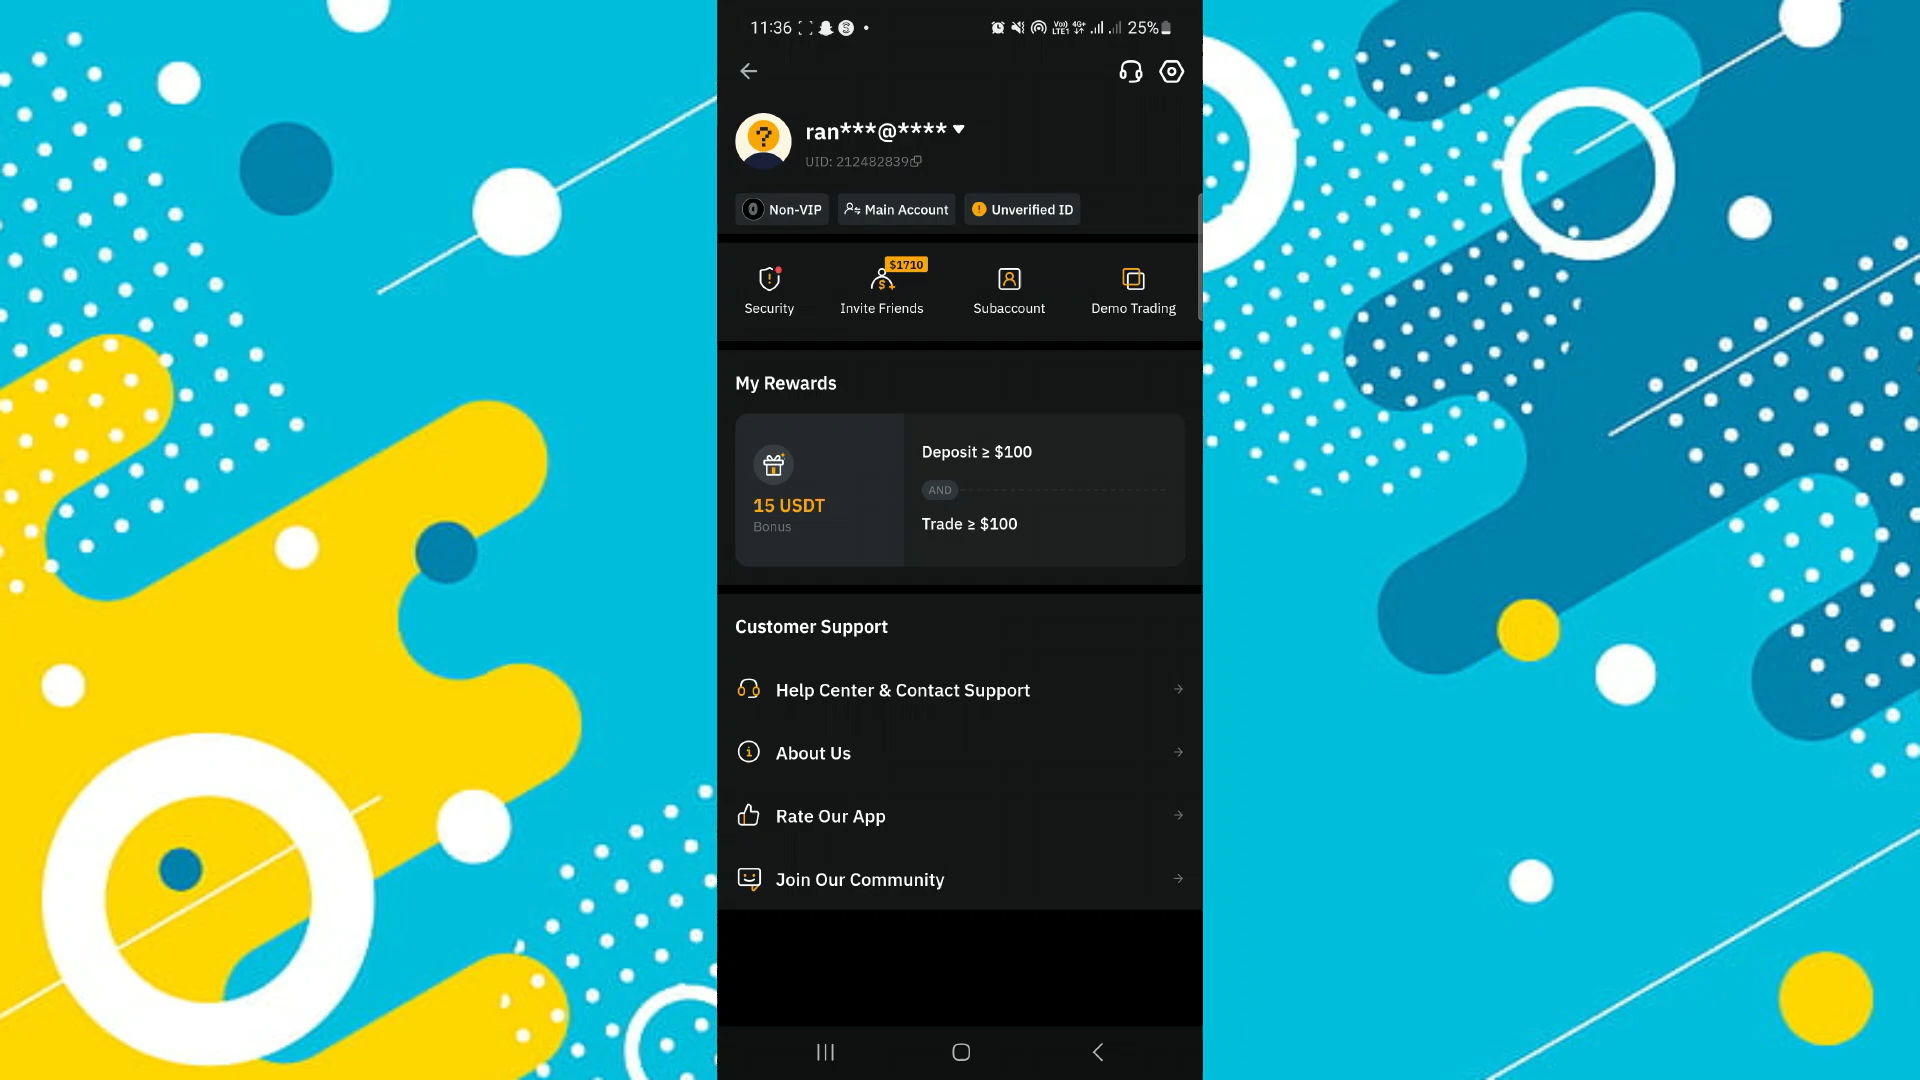 11:36 25%
ran***@****
UID: 212482839
0 Non-VIP Main Account Unverified ID
$1710
Security Invite Friends Subaccount Demo Trading
My Rewards
Deposit ≥ $100
AND
15 USDT
Bonus
Trade ≥ $100
Customer Support
Help Center & Contact Support
About Us
Rate Our App
Join Our Community